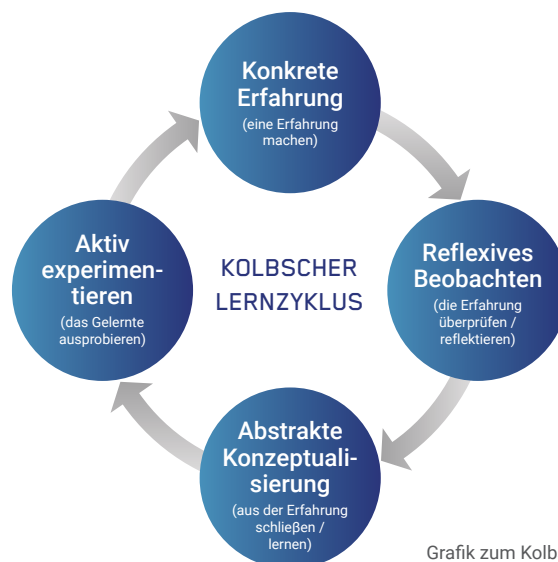 Konkrete
Erfahrung
(eine Erfahrung
machen)
Reflexives
Beobachten
(die Erfahrung
überprüfen /
reflektieren)
Abstrakte
Konzeptuali-
sierung
(aus der Erfahrung
schließen /
lernen)
Aktiv
experimen-
tieren
(das Gelernte
ausprobieren)
KOLBSCHER
LERNZYKLUS
Grafik zum Kolb